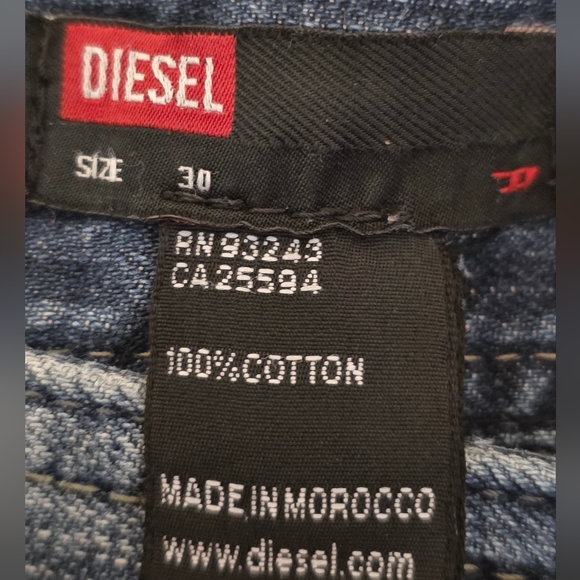 DIESEL
SIZE 30
RN 93243
CA 25594
100% COTTON
MADE IN MOROCCO
www.diesel.com